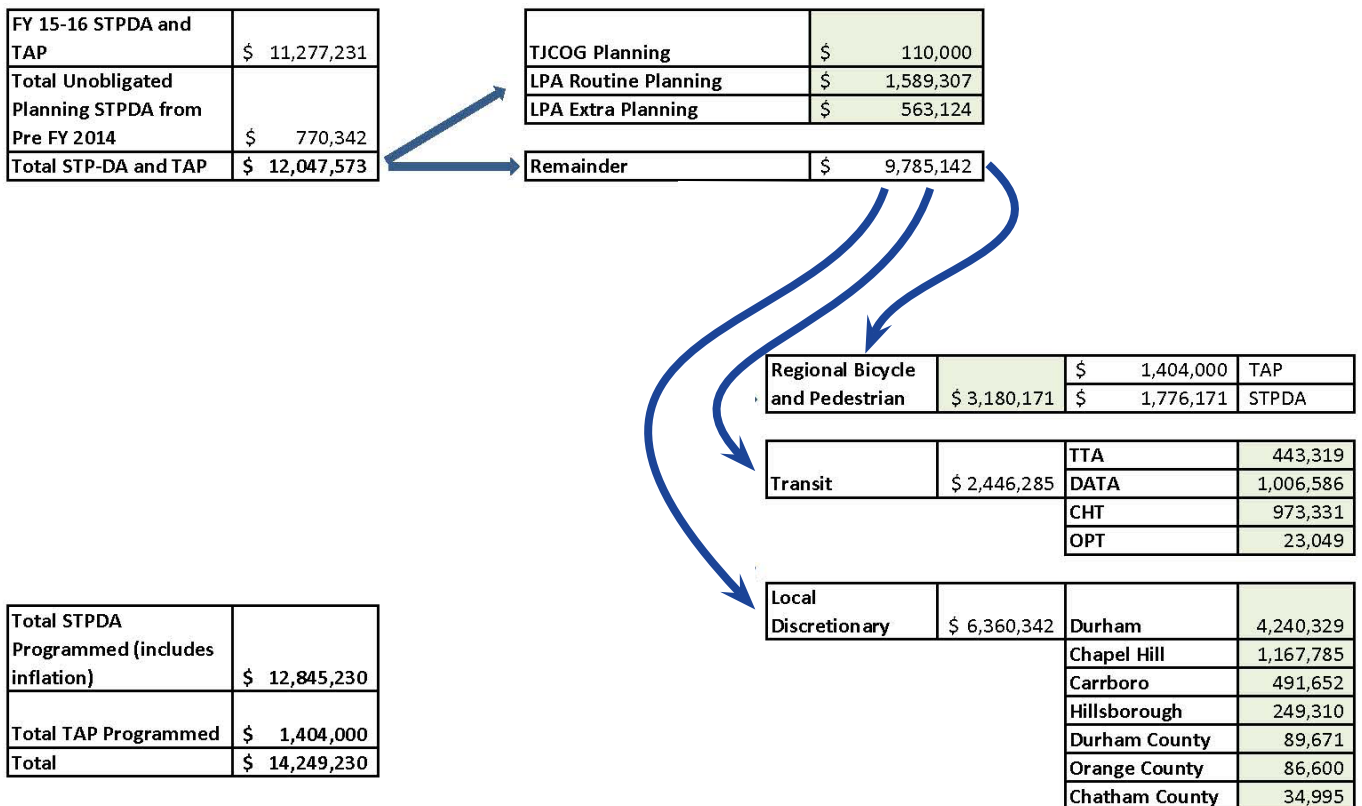 FY 15-16 STPDA and
TAP $ 11,277,231
Total Unobligated
Planning STPDA from
Pre FY 2014 $ 770,342
Total STP-DA and TAP $ 12,047,573
TJCOG Planning $ 110,000
LPA Routine Planning $ 1,589,307
LPA Extra Planning $ 563,124
Remainder $ 9,785,142
Regional Bicycle
and Pedestrian $ 3,180,171
$ 1,404,000 TAP
$ 1,776,171 STPDA
Transit $ 2,446,285
TTA 443,319
DATA 1,006,586
CHT 973,331
OPT 23,049
Local
Discretionary $ 6,360,342
Durham 4,240,329
Chapel Hill 1,167,785
Carrboro 491,652
Hillsborough 249,310
Durham County 89,671
Orange County 86,600
Chatham County 34,995
Total STPDA
Programmed (includes
inflation) $ 12,845,230
Total TAP Programmed $ 1,404,000
Total $ 14,249,230